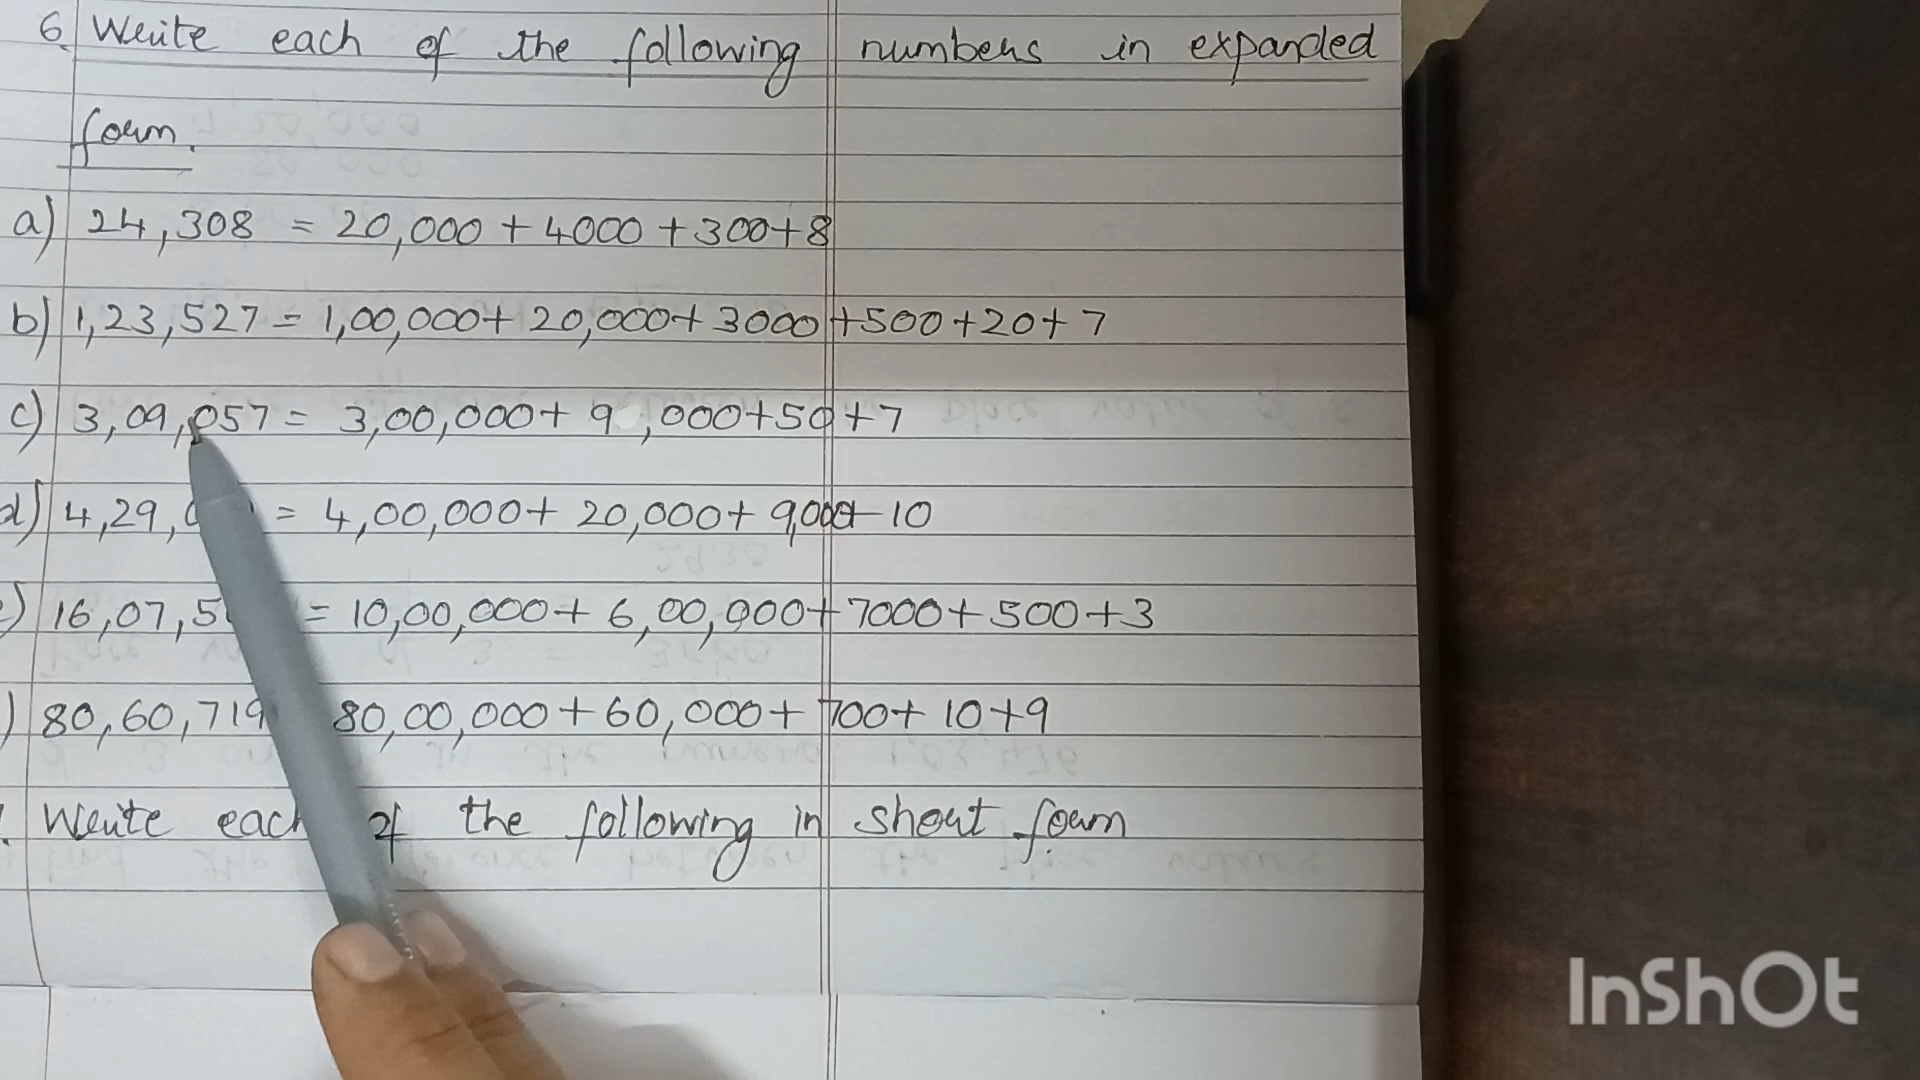 6. Write each of the following numbers in expanded
form.
a) 24,308 = 20,000 + 4000 + 300 + 8
b) 1,23,527 = 1,00,000 + 20,000 + 3000 + 500 + 20 + 7
c) 3,09,057 = 3,00,000 + 9 ,000 + 50 + 7
d) 4,29, = 4,00,000 + 20,000 + 9,000 + 10
) 16,07,5 = 10,00,000 + 6,00,000 + 7000 + 500 + 3
) 80,60,719 80,00,000 + 60,000 + 700 + 10 + 9
. Write each of the following in short form
InShOt